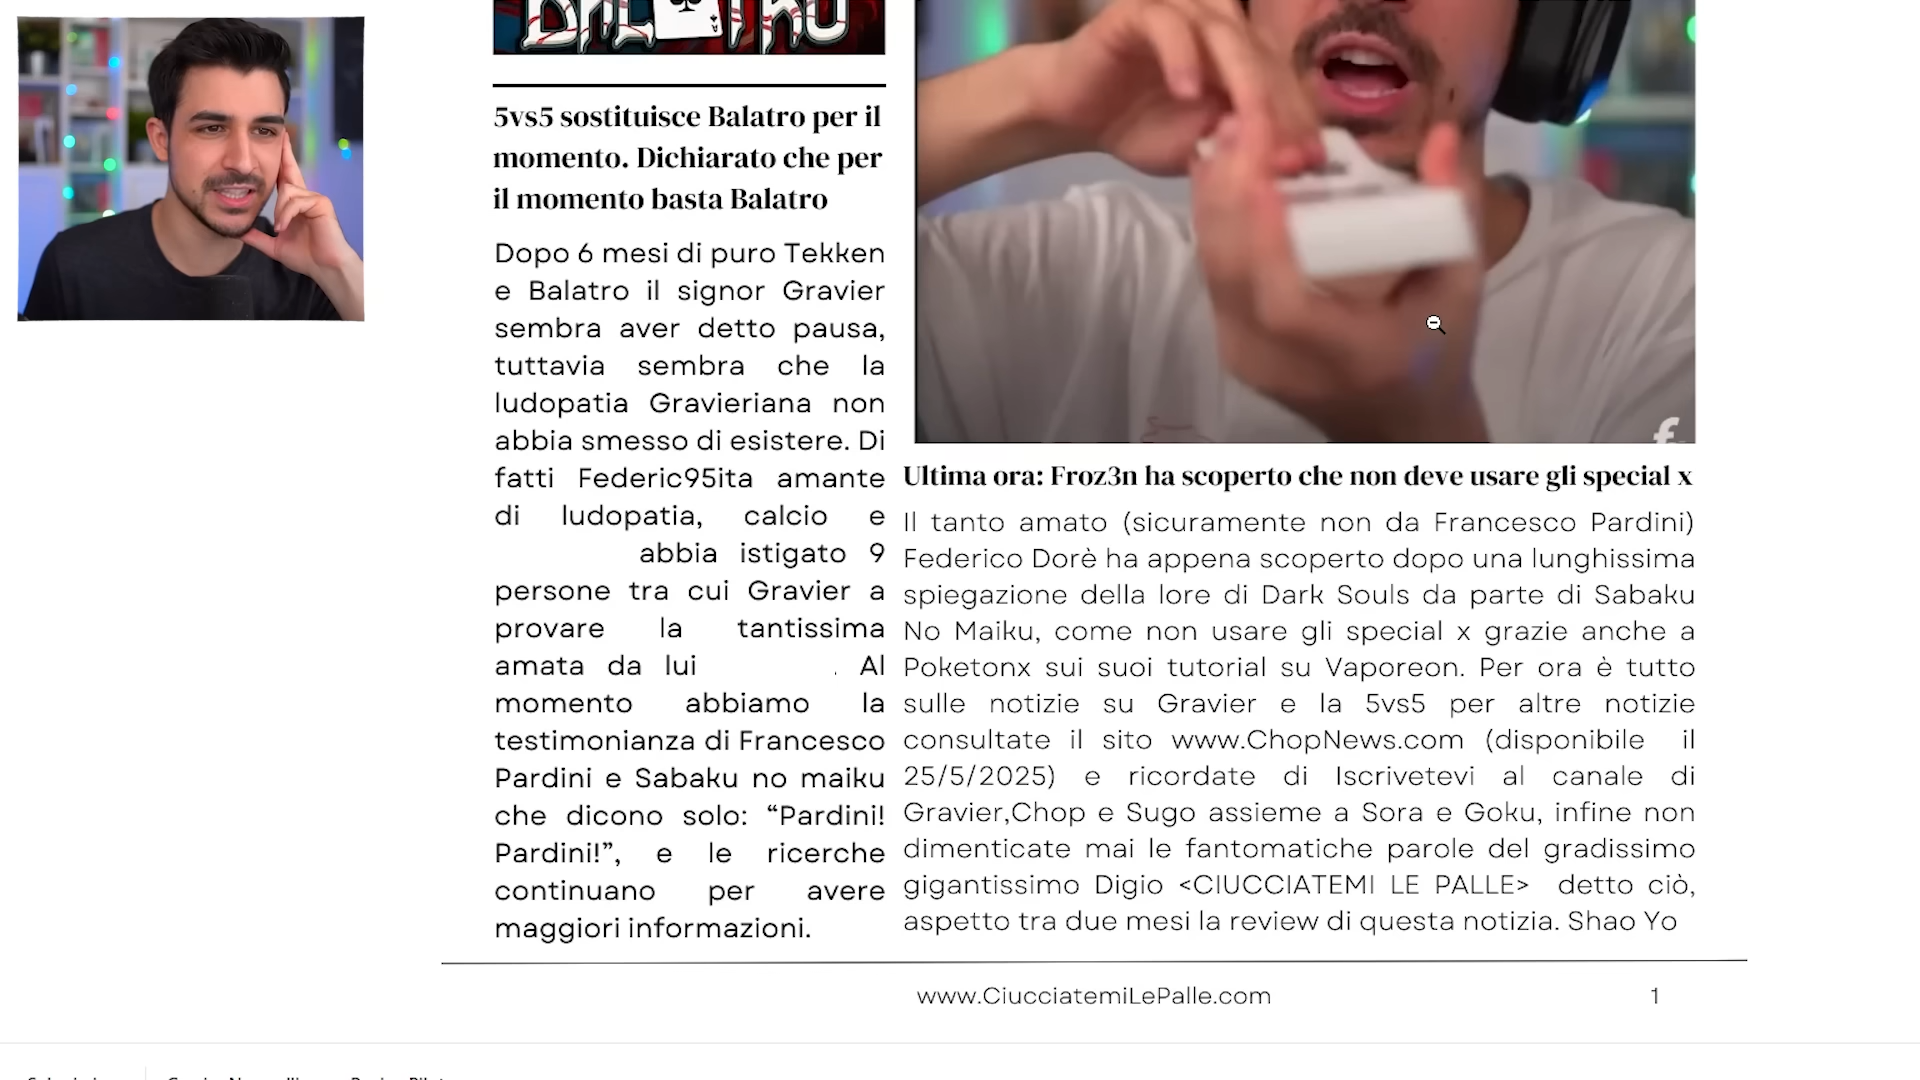 BALATRO
5vs5 sostituisce Balatro per il
momento. Dichiarato che per
il momento basta Balatro
Dopo 6 mesi di puro Tekken
e Balatro il signor Gravier
sembra aver detto pausa,
tuttavia sembra che la
ludopatia Gravieriana non
abbia smesso di esistere. Di
fatti Federic95ita amante
di ludopatia, calcio e
abbia istigato 9
persone tra cui Gravier a
provare la tantissima
amata da lui . Al
momento abbiamo la
testimonianza di Francesco
Pardini e Sabaku no maiku
che dicono solo: “Pardini!
Pardini!”, e le ricerche
continuano per avere
maggiori informazioni.
Ultima ora: Froz3n ha scoperto che non deve usare gli special x
Il tanto amato (sicuramente non da Francesco Pardini)
Federico Dorè ha appena scoperto dopo una lunghissima
spiegazione della lore di Dark Souls da parte di Sabaku
No Maiku, come non usare gli special x grazie anche a
Poketonx sui suoi tutorial su Vaporeon. Per ora è tutto
sulle notizie su Gravier e la 5vs5 per altre notizie
consultate il sito www.ChopNews.com (disponibile il
25/5/2025) e ricordate di Iscrivetevi al canale di
Gravier,Chop e Sugo assieme a Sora e Goku, infine non
dimenticate mai le fantomatiche parole del gradissimo
gigantissimo Digio <CIUCCIATEMI LE PALLE> detto ciò,
aspetto tra due mesi la review di questa notizia. Shao Yo
www.CiucciatemiLePalle.com
1